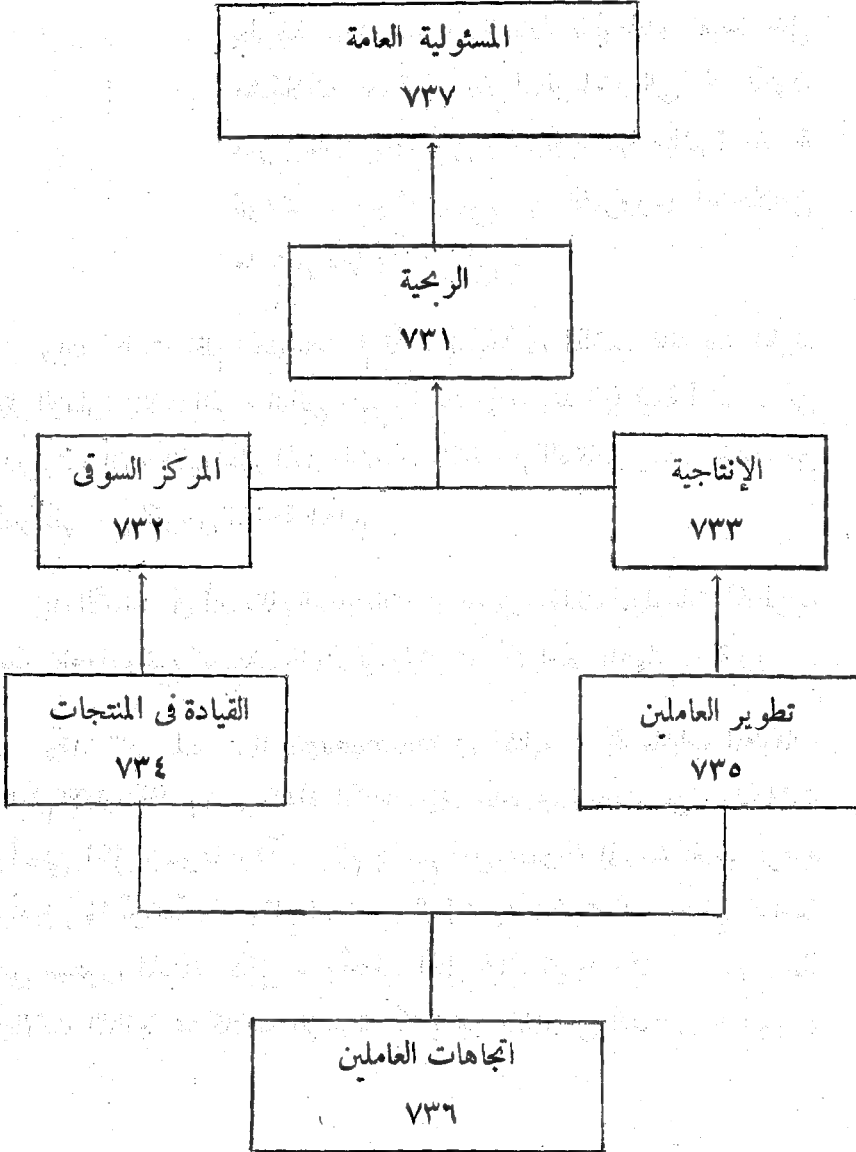 المسئولية العامة
٧٣٧
الربحية
٧٣١
الإنتاجية
٧٣٣
المركز السوقى
٧٣٢
تطوير العاملين
٧٣٥
القيادة فى المنتجات
٧٣٤
اتجاهات العاملين
٧٣٦